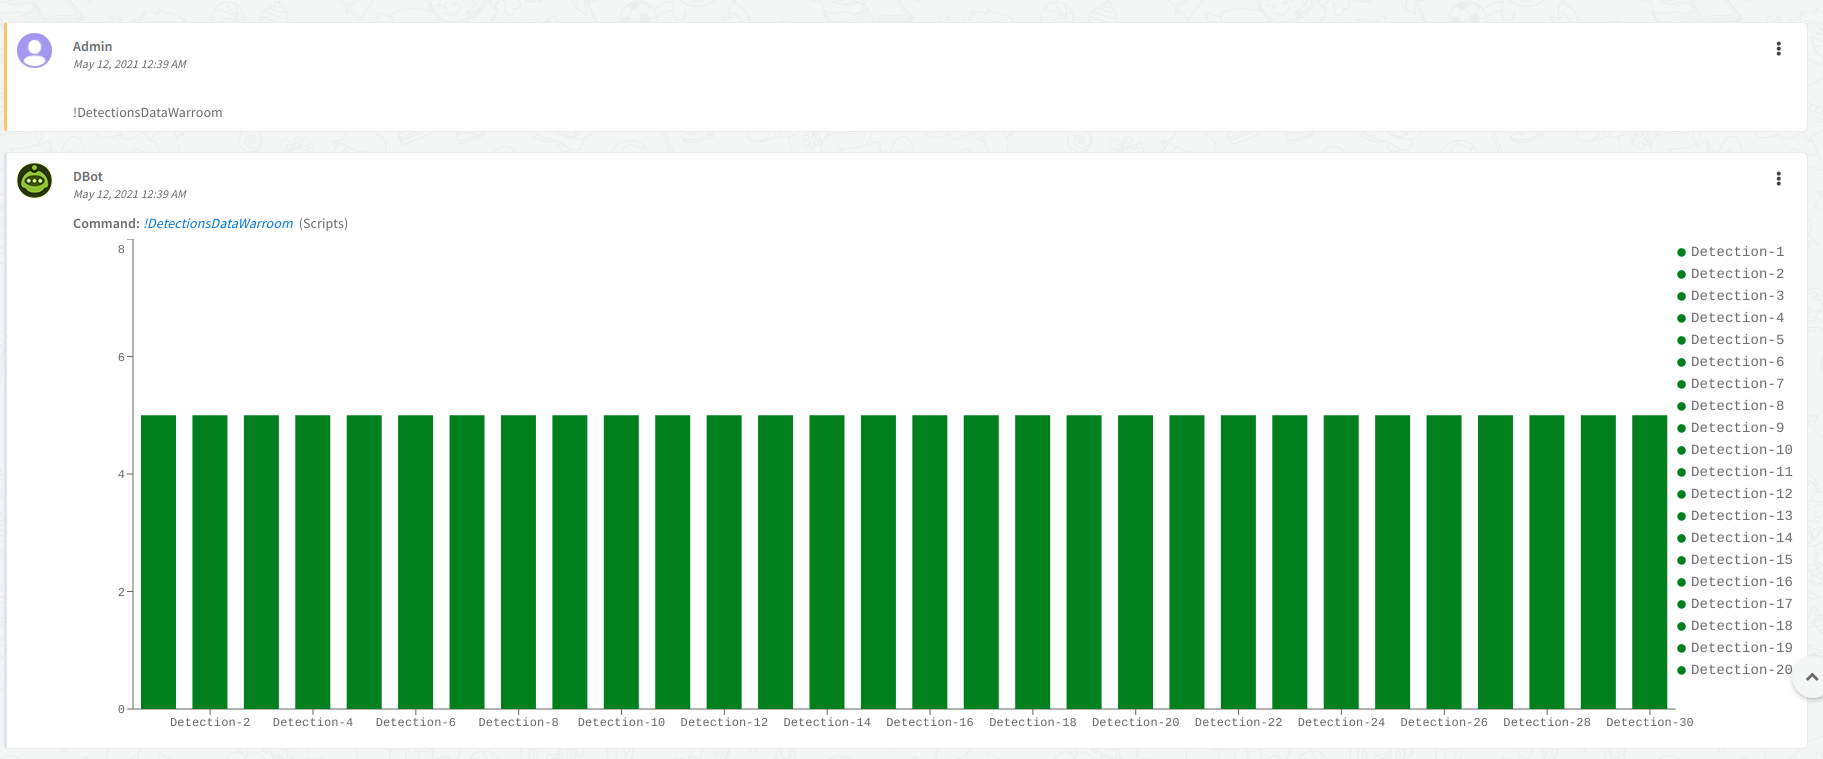 Admin
May 12, 2021 12:39 AM
!DetectionsDataWarroom
DBot
May 12, 2021 12:39 AM
Command: !DetectionsDataWarroom (Scripts)
8
6
4
2
0
Detection-2 Detection-4 Detection-6 Detection-8 Detection-10 Detection-12 Detection-14 Detection-16 Detection-18 Detection-20 Detection-22 Detection-24 Detection-26 Detection-28 Detection-30
Detection-1
Detection-2
Detection-3
Detection-4
Detection-5
Detection-6
Detection-7
Detection-8
Detection-9
Detection-10
Detection-11
Detection-12
Detection-13
Detection-14
Detection-15
Detection-16
Detection-17
Detection-18
Detection-19
Detection-20